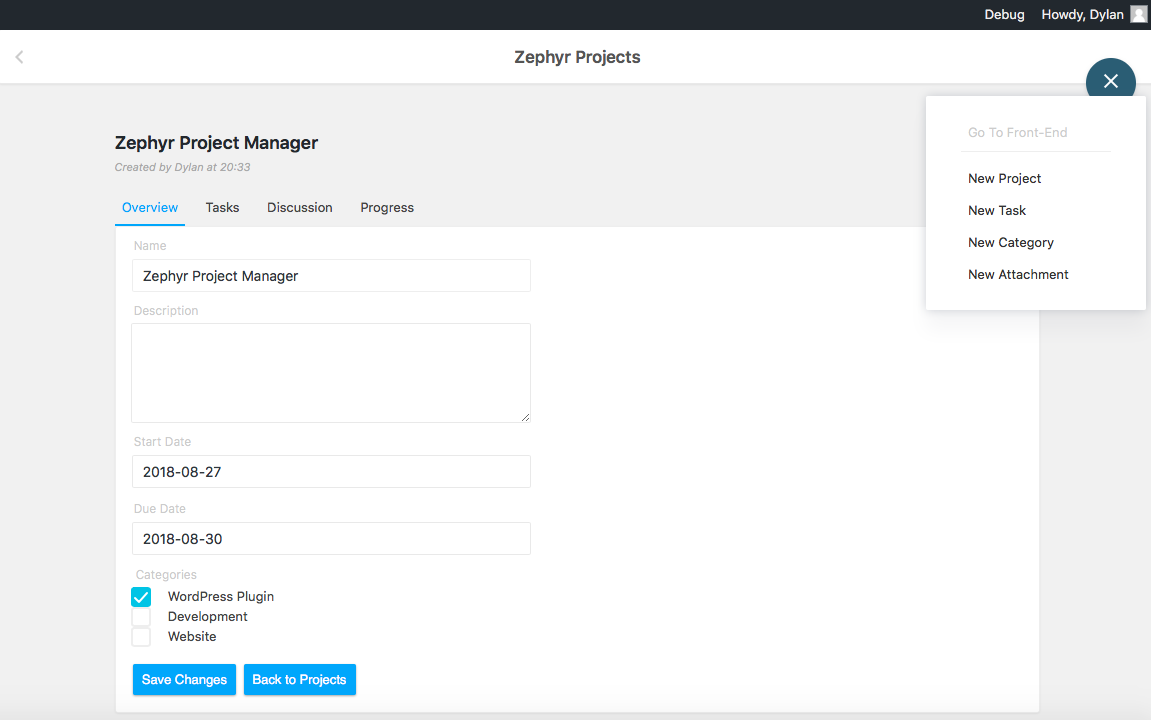 Debug
Howdy, Dylan
Zephyr Projects
Go To Front-End
New Project
New Task
New Category
New Attachment
Zephyr Project Manager
Created by Dylan at 20:33
Overview Tasks Discussion Progress
Name
Zephyr Project Manager
Description
Start Date
2018-08-27
Due Date
2018-08-30
Categories
WordPress Plugin
Development
Website
Save Changes Back to Projects